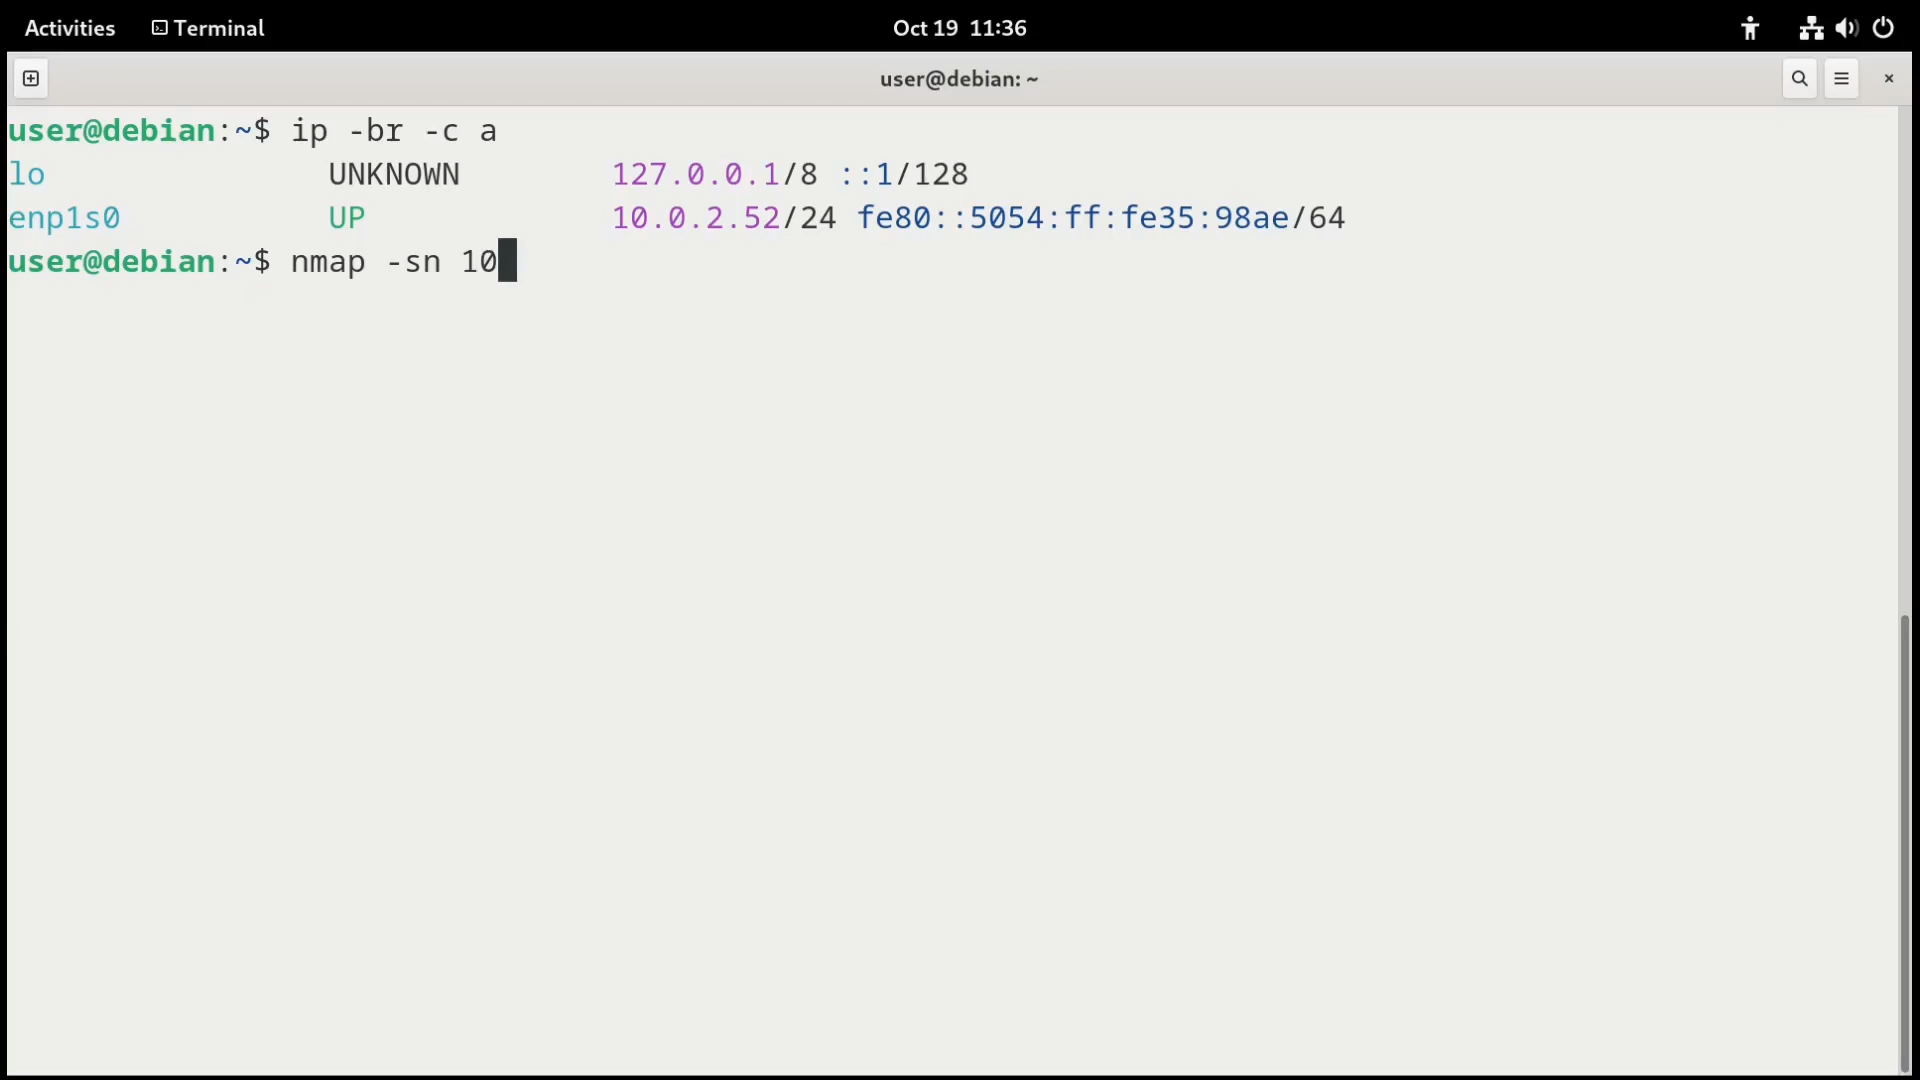 Activities Terminal Oct 19 11:36
user@debian: ~
user@debian:~$ ip -br -c a
lo UNKNOWN 127.0.0.1/8 ::1/128
enp1s0 UP 10.0.2.52/24 fe80::5054:ff:fe35:98ae/64
user@debian:~$ nmap -sn 10